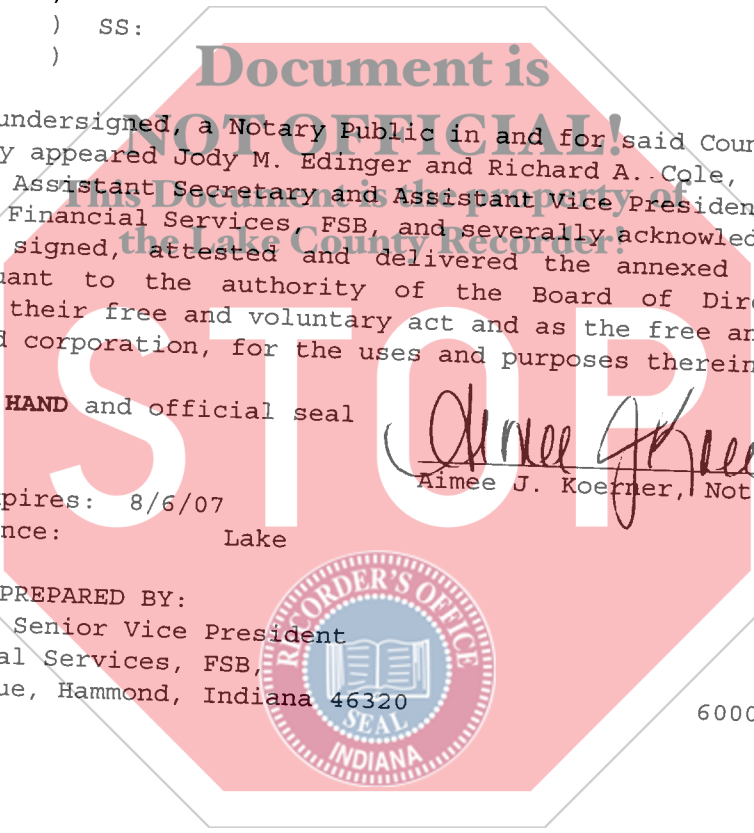 ) SS:
)
Document is
NOT OFFICIAL!
This Document is the property of
the Lake County Recorder!
undersigned, a Notary Public in and for said Coun
y appeared Jody M. Edinger and Richard A. Cole,
Assistant Secretary and Assistant Vice Presiden
Financial Services, FSB, and severally acknowled
signed, attested and delivered the annexed
uant to the authority of the Board of Dire
their free and voluntary act and as the free an
d corporation, for the uses and purposes therein
STOP
HAND and official seal
Aimee J. Koerner, Not
pires: 8/6/07
nce: Lake
PREPARED BY:
Senior Vice President
al Services, FSB,
ue, Hammond, Indiana 46320
6000
RECORDER'S OFFICE
SEAL
INDIANA